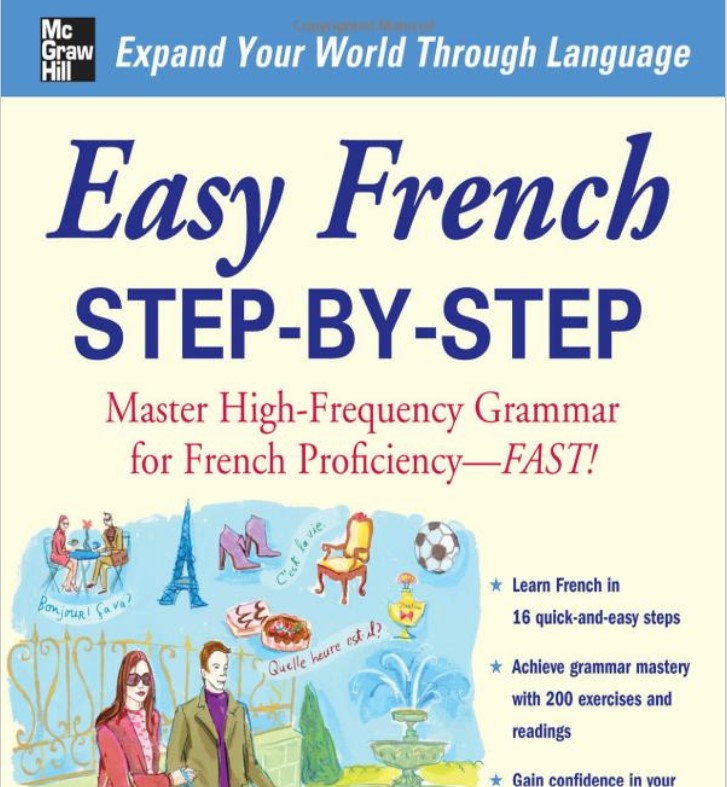 Mc
Graw
Hill
Copyrighted Material
Expand Your World Through Language
Easy French
STEP-BY-STEP
Master High-Frequency Grammar
for French Proficiency—FAST!
Bonjour! Ça va?
C'est la vie.
Quelle heure est-il?
★ Learn French in
16 quick-and-easy steps
★ Achieve grammar mastery
with 200 exercises and
readings
★ Gain confidence in your